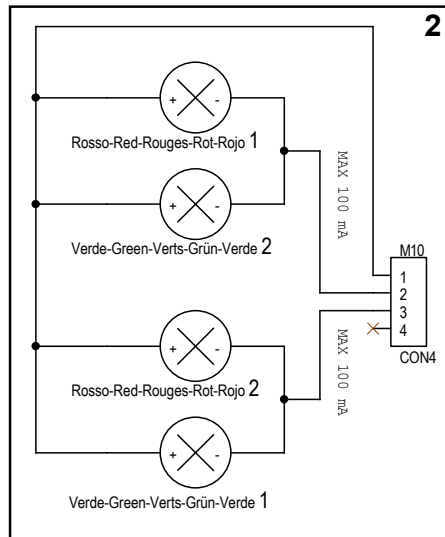 2
+ -
Rosso-Red-Rouges-Rot-Rojo 1
MAX 100 mA
+ -
Verde-Green-Verts-Grün-Verde 2
M10
1
2
3
4
CON4
+ -
Rosso-Red-Rouges-Rot-Rojo 2
MAX 100 mA
+ -
Verde-Green-Verts-Grün-Verde 1